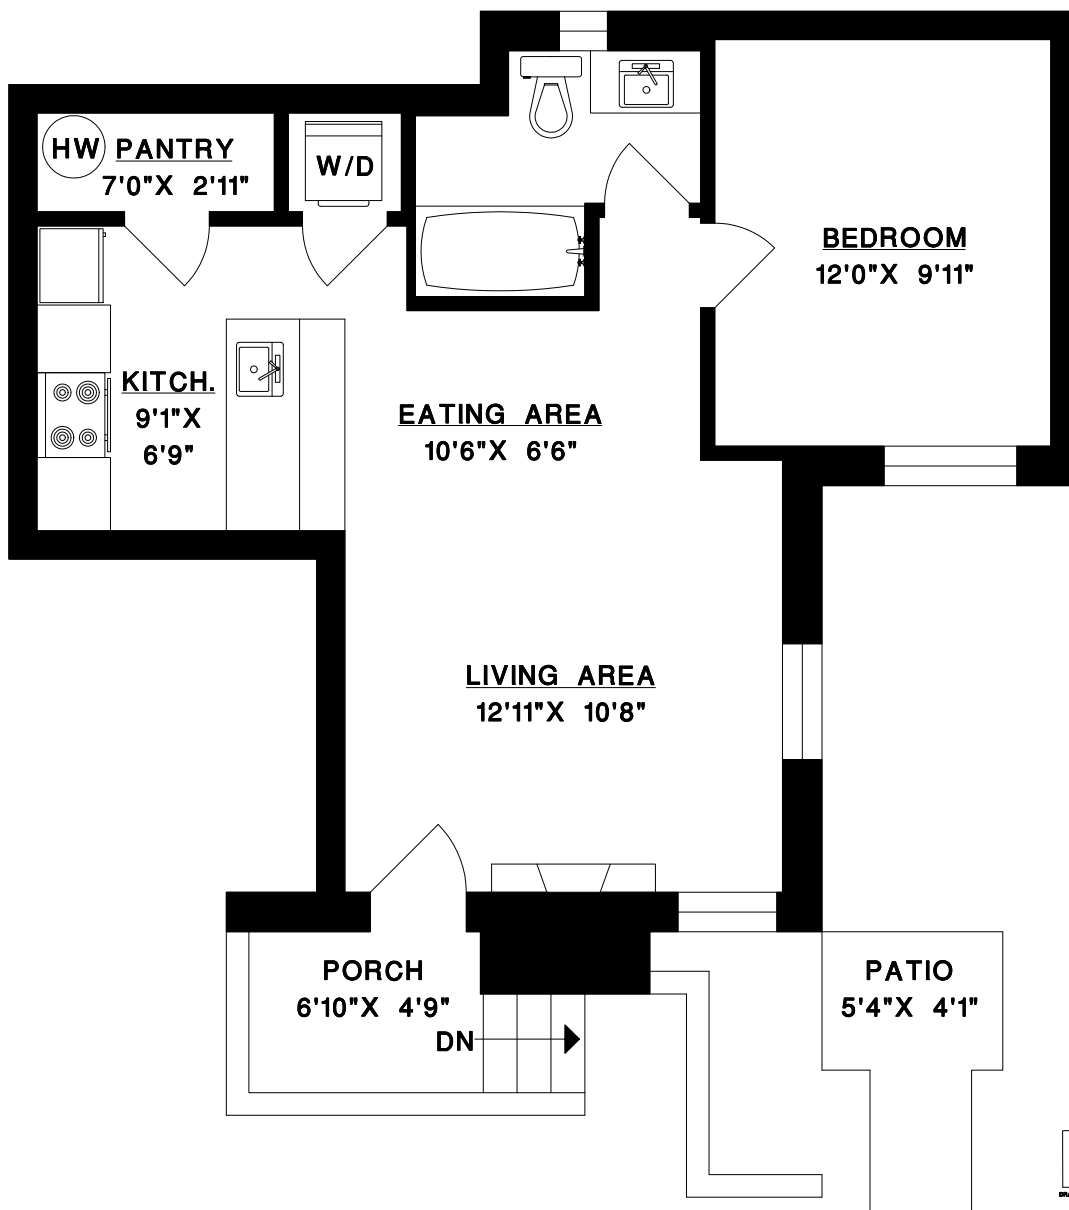 HW
PANTRY
7'0"X 2'11"
W/D
BEDROOM
12'0"X 9'11"
KITCH.
9'1"X
6'9"
EATING AREA
10'6"X 6'6"
LIVING AREA
12'11"X 10'8"
PORCH
6'10"X 4'9"
DN
PATIO
5'4"X 4'1"